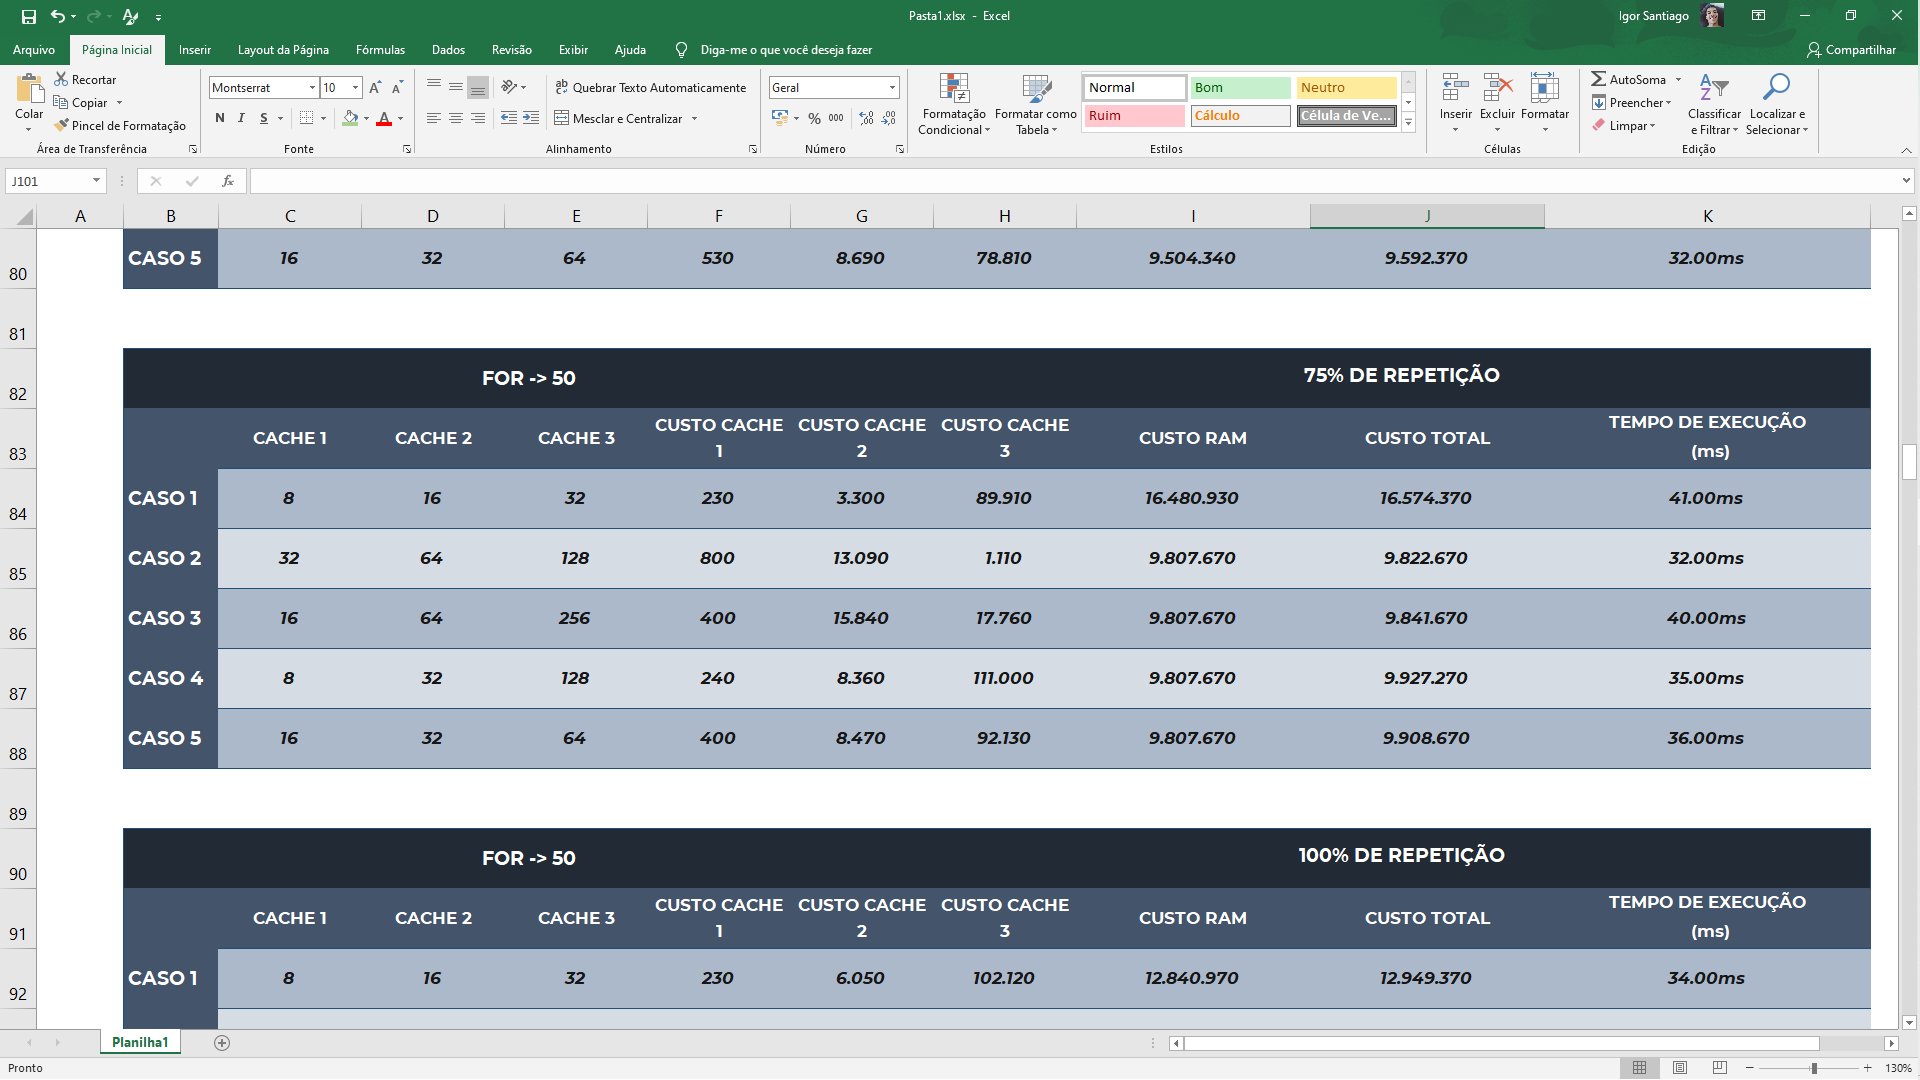 Pasta1.xlsx - Excel
Igor Santiago
Arquivo Página Inicial Inserir Layout da Página Fórmulas Dados Revisão Exibir Ajuda Diga-me o que você deseja fazer Compartilhar
Colar
Recortar
Copiar
Pincel de Formatação
Área de Transferência
Montserrat 10
N I S
Fonte
Quebrar Texto Automaticamente
Mesclar e Centralizar
Alinhamento
Geral
% 000
Número
Formatação Condicional
Formatar como Tabela
Normal Bom Neutro
Ruim Cálculo Célula de Ve...
Estilos
Inserir Excluir Formatar
Células
AutoSoma
Preencher
Limpar
Classificar e Filtrar
Localizar e Selecionar
Edição
J101 fx
A B C D E F G H I J K
80 CASO 5 16 32 64 530 8.690 78.810 9.504.340 9.592.370 32.00ms
81
82 FOR -> 50 75% DE REPETIÇÃO
83 CACHE 1 CACHE 2 CACHE 3 CUSTO CACHE 1 CUSTO CACHE 2 CUSTO CACHE 3 CUSTO RAM CUSTO TOTAL TEMPO DE EXECUÇÃO (ms)
84 CASO 1 8 16 32 230 3.300 89.910 16.480.930 16.574.370 41.00ms
85 CASO 2 32 64 128 800 13.090 1.110 9.807.670 9.822.670 32.00ms
86 CASO 3 16 64 256 400 15.840 17.760 9.807.670 9.841.670 40.00ms
87 CASO 4 8 32 128 240 8.360 111.000 9.807.670 9.927.270 35.00ms
88 CASO 5 16 32 64 400 8.470 92.130 9.807.670 9.908.670 36.00ms
89
90 FOR -> 50 100% DE REPETIÇÃO
91 CACHE 1 CACHE 2 CACHE 3 CUSTO CACHE 1 CUSTO CACHE 2 CUSTO CACHE 3 CUSTO RAM CUSTO TOTAL TEMPO DE EXECUÇÃO (ms)
92 CASO 1 8 16 32 230 6.050 102.120 12.840.970 12.949.370 34.00ms
Planilha1
Pronto
130%